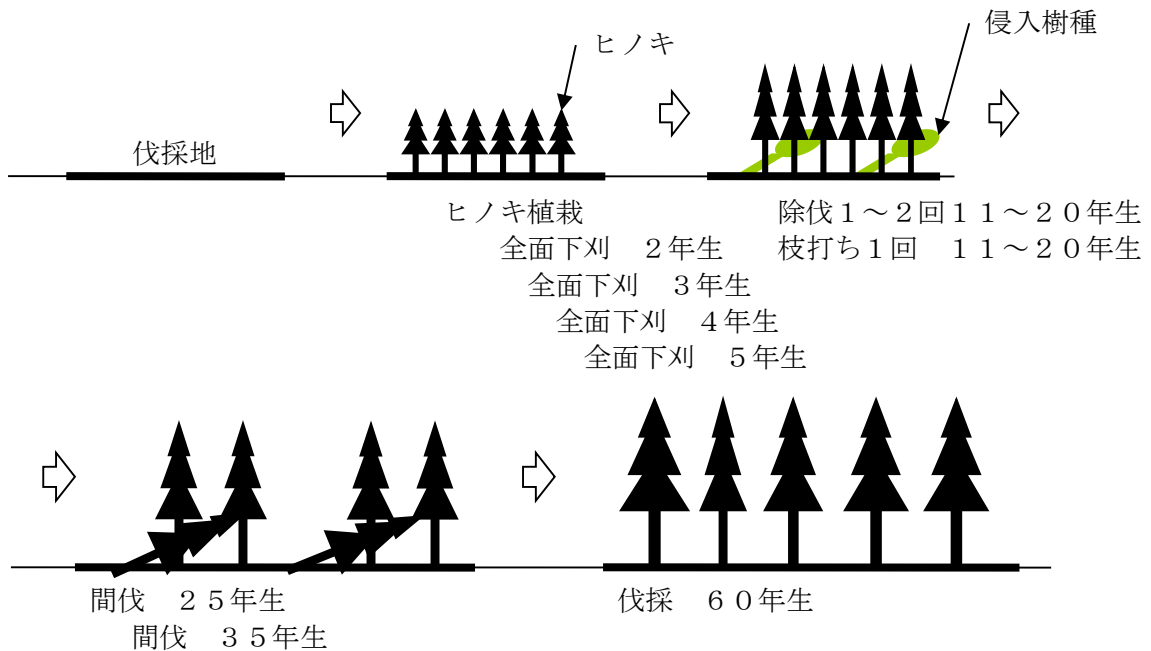 ヒノキ
侵入樹種
伐採地
ヒノキ植栽
全面下刈　２年生
全面下刈　３年生
全面下刈　４年生
全面下刈　５年生
除伐１～２回１１～２０年生
枝打ち１回　１１～２０年生
間伐　２５年生
間伐　３５年生
伐採　６０年生